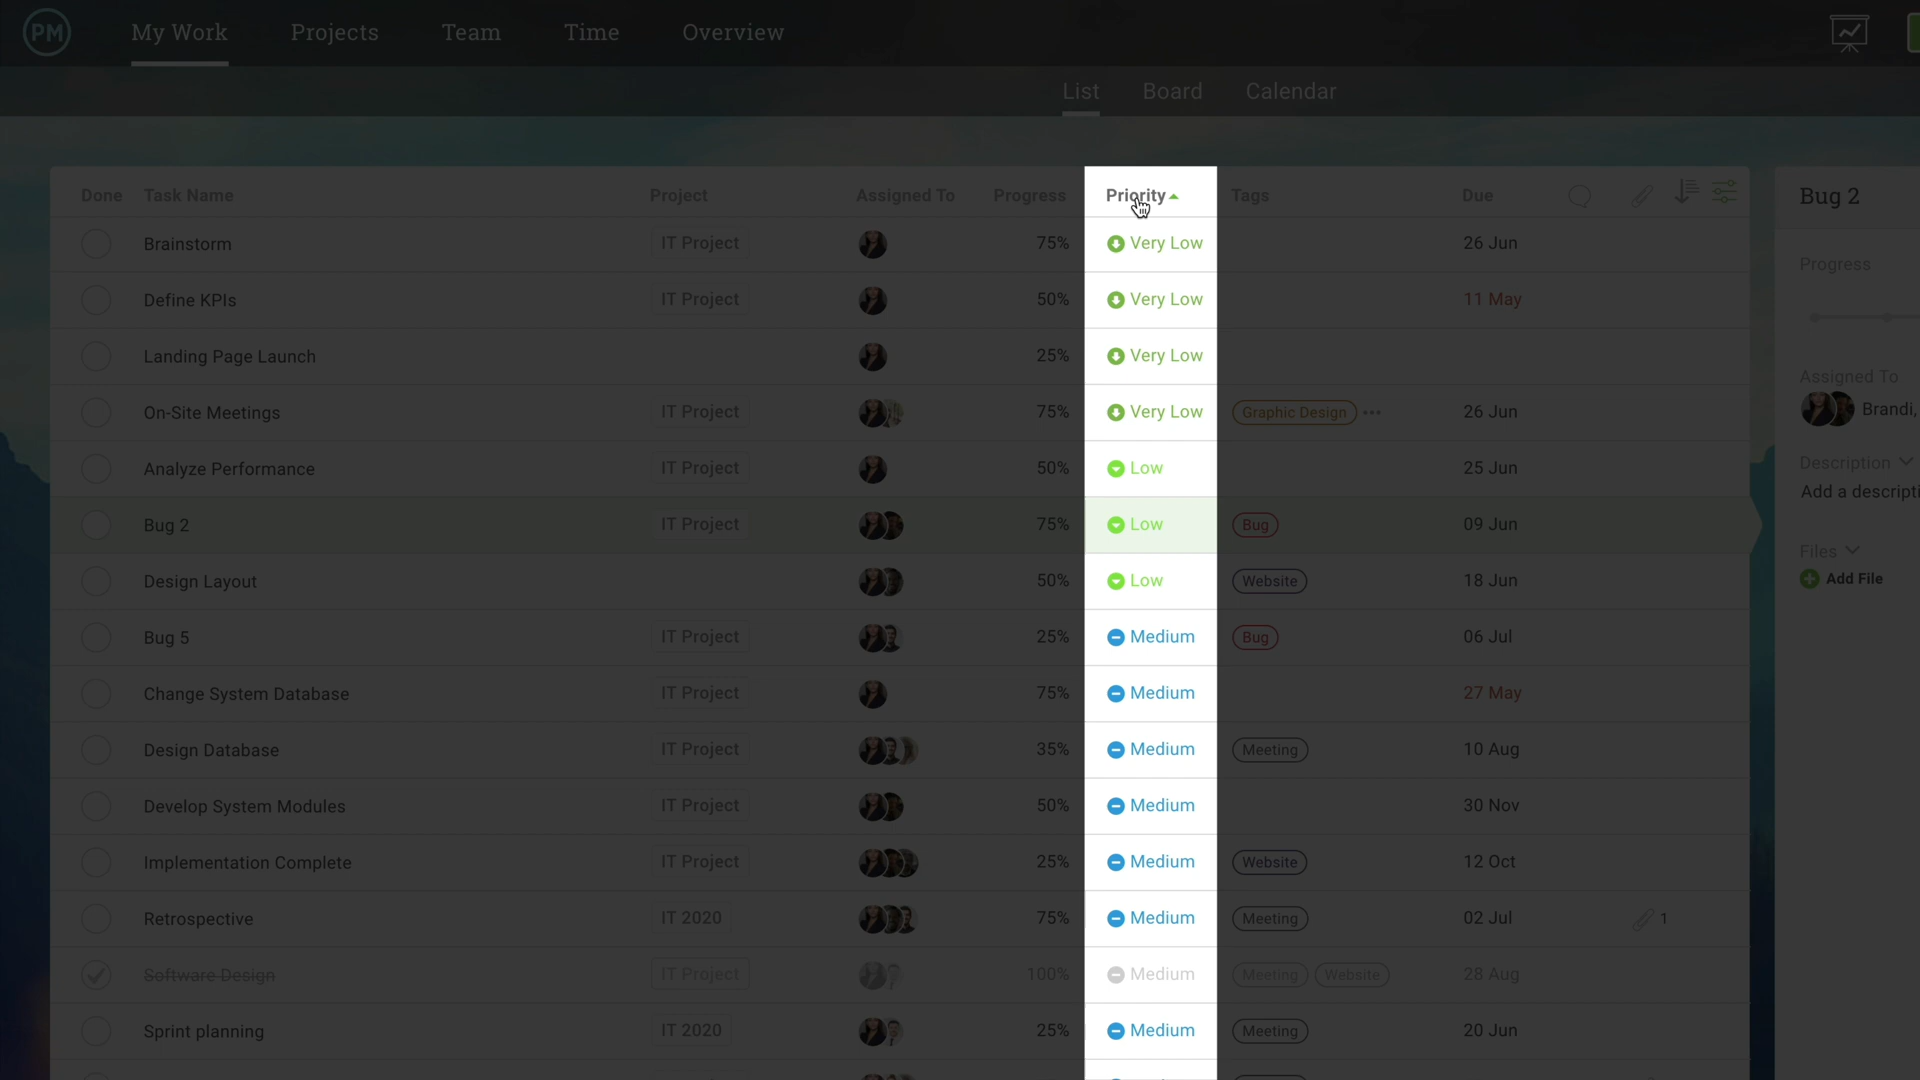 PM My Work Projects Team Time Overview
List Board Calendar
Done Task Name Project Assigned To Progress Priority Tags Due
Brainstorm IT Project 75% Very Low 26 Jun
Define KPIs IT Project 50% Very Low 11 May
Landing Page Launch 25% Very Low
On-Site Meetings IT Project 75% Very Low Graphic Design ••• 26 Jun
Analyze Performance IT Project 50% Low 25 Jun
Bug 2 IT Project 75% Low Bug 09 Jun
Design Layout 50% Low Website 18 Jun
Bug 5 IT Project 25% Medium Bug 06 Jul
Change System Database IT Project 75% Medium 27 May
Design Database IT Project 35% Medium Meeting 10 Aug
Develop System Modules IT Project 50% Medium 30 Nov
Implementation Complete IT Project 25% Medium Website 12 Oct
Retrospective IT 2020 75% Medium Meeting 02 Jul 1
Software Design IT Project 100% Medium Meeting Website 28 Aug
Sprint planning IT 2020 25% Medium Meeting 20 Jun
Bug 2
Progress
Assigned To
Brandi,
Description
Add a descripti
Files
Add File